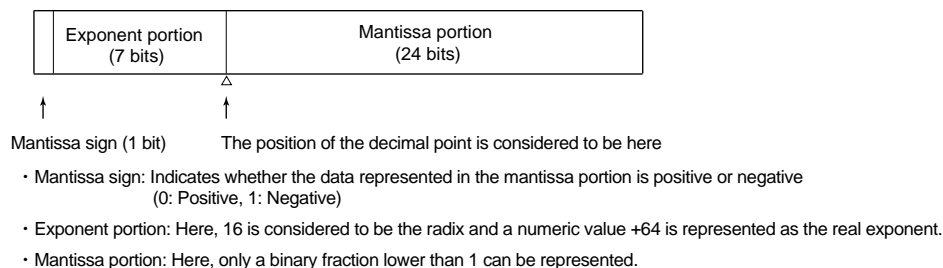 Exponent portion
(7 bits)
Mantissa portion
(24 bits)
Mantissa sign (1 bit)
The position of the decimal point is considered to be here
・Mantissa sign: Indicates whether the data represented in the mantissa portion is positive or negative
(0: Positive, 1: Negative)
・Exponent portion: Here, 16 is considered to be the radix and a numeric value +64 is represented as the real exponent.
・Mantissa portion: Here, only a binary fraction lower than 1 can be represented.